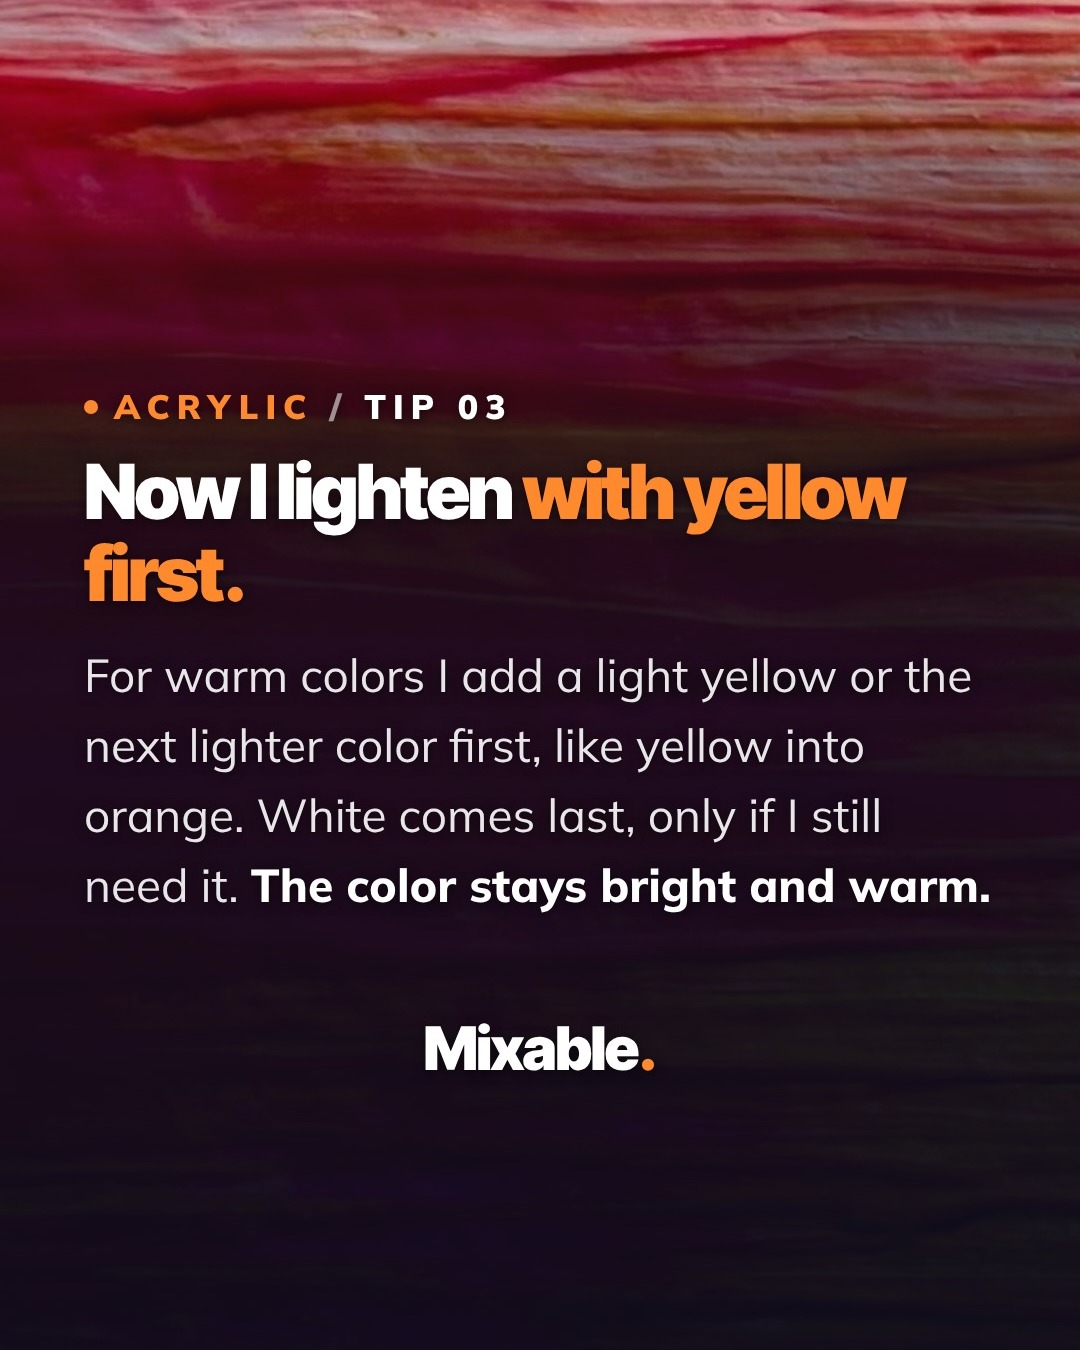 • ACRYLIC / TIP 03
Now I lighten with yellow
first.
For warm colors I add a light yellow or the
next lighter color first, like yellow into
orange. White comes last, only if I still
need it. The color stays bright and warm.
Mixable.